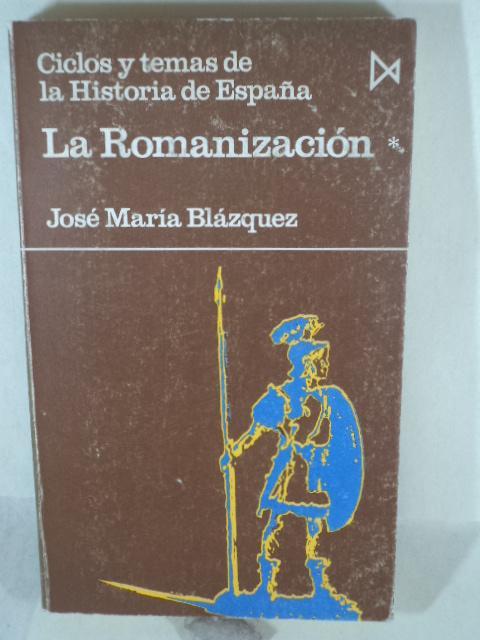 Ciclos y temas de
la Historia de España
La Romanización *
José María Blázquez